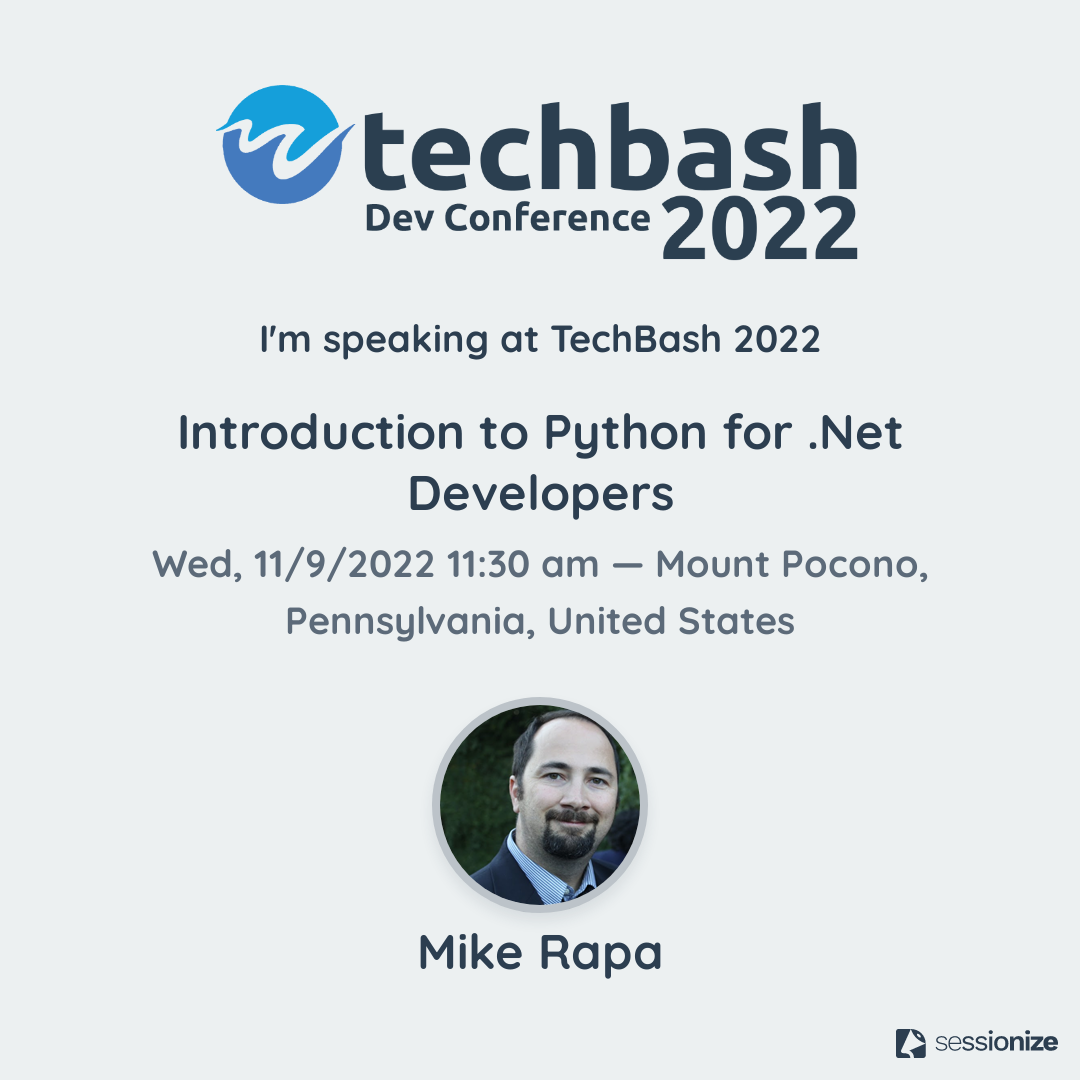 techbash
Dev Conference 2022
I'm speaking at TechBash 2022
Introduction to Python for .Net
Developers
Wed, 11/9/2022 11:30 am — Mount Pocono,
Pennsylvania, United States
Mike Rapa
sessionize